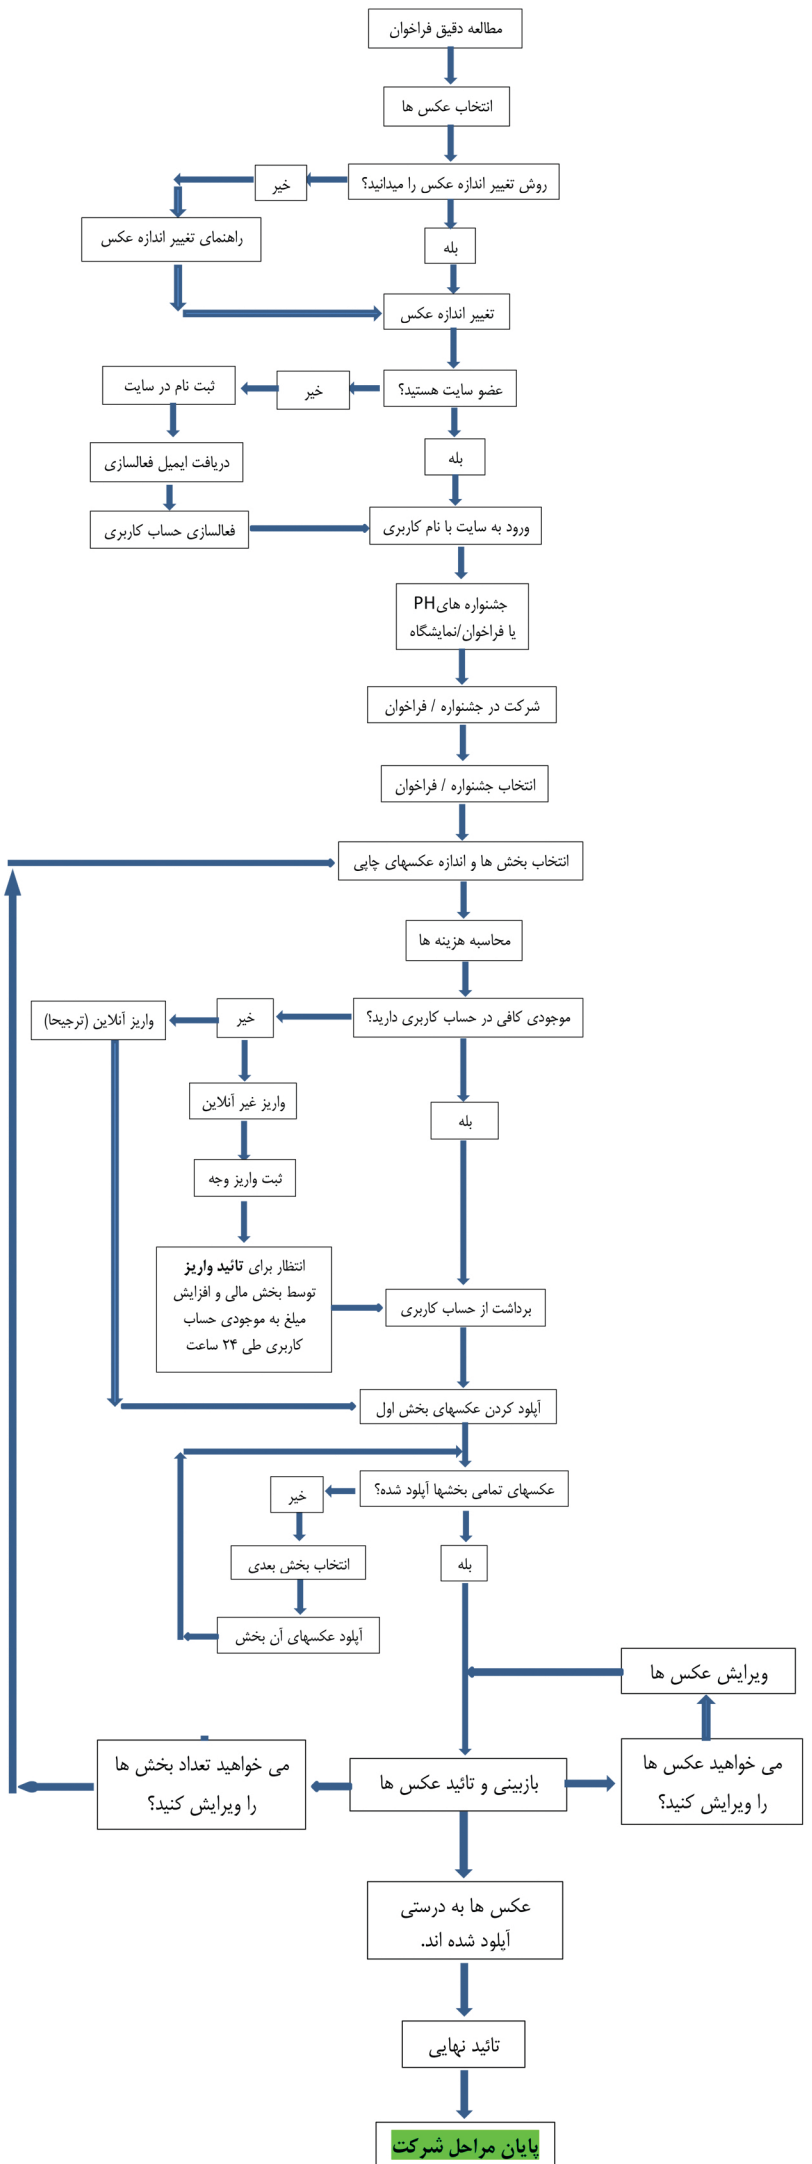 مطالعه دقیق فراخوان
انتخاب عکس ها
روش تغییر اندازه عکس را میدانید؟
خیر
راهنمای تغییر اندازه عکس
بله
تغییر اندازه عکس
عضو سایت هستید؟
خیر
ثبت نام در سایت
دریافت ایمیل فعالسازی
فعالسازی حساب کاربری
بله
ورود به سایت با نام کاربری
جشنواره هایPH
یا فراخوان/نمایشگاه
شرکت در جشنواره / فراخوان
انتخاب جشنواره / فراخوان
انتخاب بخش ها و اندازه عکسهای چاپی
محاسبه هزینه ها
موجودی کافی در حساب کاربری دارید؟
خیر
واریز آنلاین (ترجیحا)
واریز غیر آنلاین
ثبت واریز وجه
انتظار برای تائید واریز
توسط بخش مالی و افزایش
مبلغ به موجودی حساب
کاربری طی ۲۴ ساعت
بله
برداشت از حساب کاربری
آپلود کردن عکسهای بخش اول
عکسهای تمامی بخشها آپلود شده؟
خیر
انتخاب بخش بعدی
آپلود عکسهای آن بخش
بله
ویرایش عکس ها
می خواهید عکس ها
را ویرایش کنید؟
بازبینی و تائید عکس ها
می خواهید تعداد بخش ها
را ویرایش کنید؟
عکس ها به درستی
آپلود شده اند.
تائید نهایی
پایان مراحل شرکت